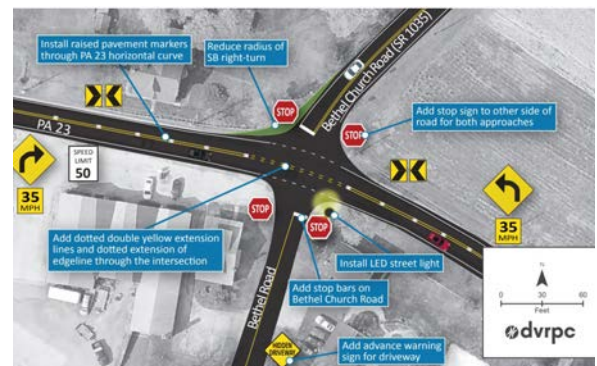 Install raised pavement markers
through PA 23 horizontal curve
Reduce radius of
SB right-turn
Bethel Church Road (SR 1035)
STOP
STOP
Add stop sign to other side of
road for both approaches
PA 23
SPEED
LIMIT
50
35
MPH
35
MPH
STOP
STOP
Add dotted double yellow extension
lines and dotted extension of
edgeline through the intersection
Install LED street light
Add stop bars on
Bethel Church Road
Bethel Road
HIDDEN
DRIVEWAY
Add advance warning
sign for driveway
N
0 30 60
Feet
dvrpc